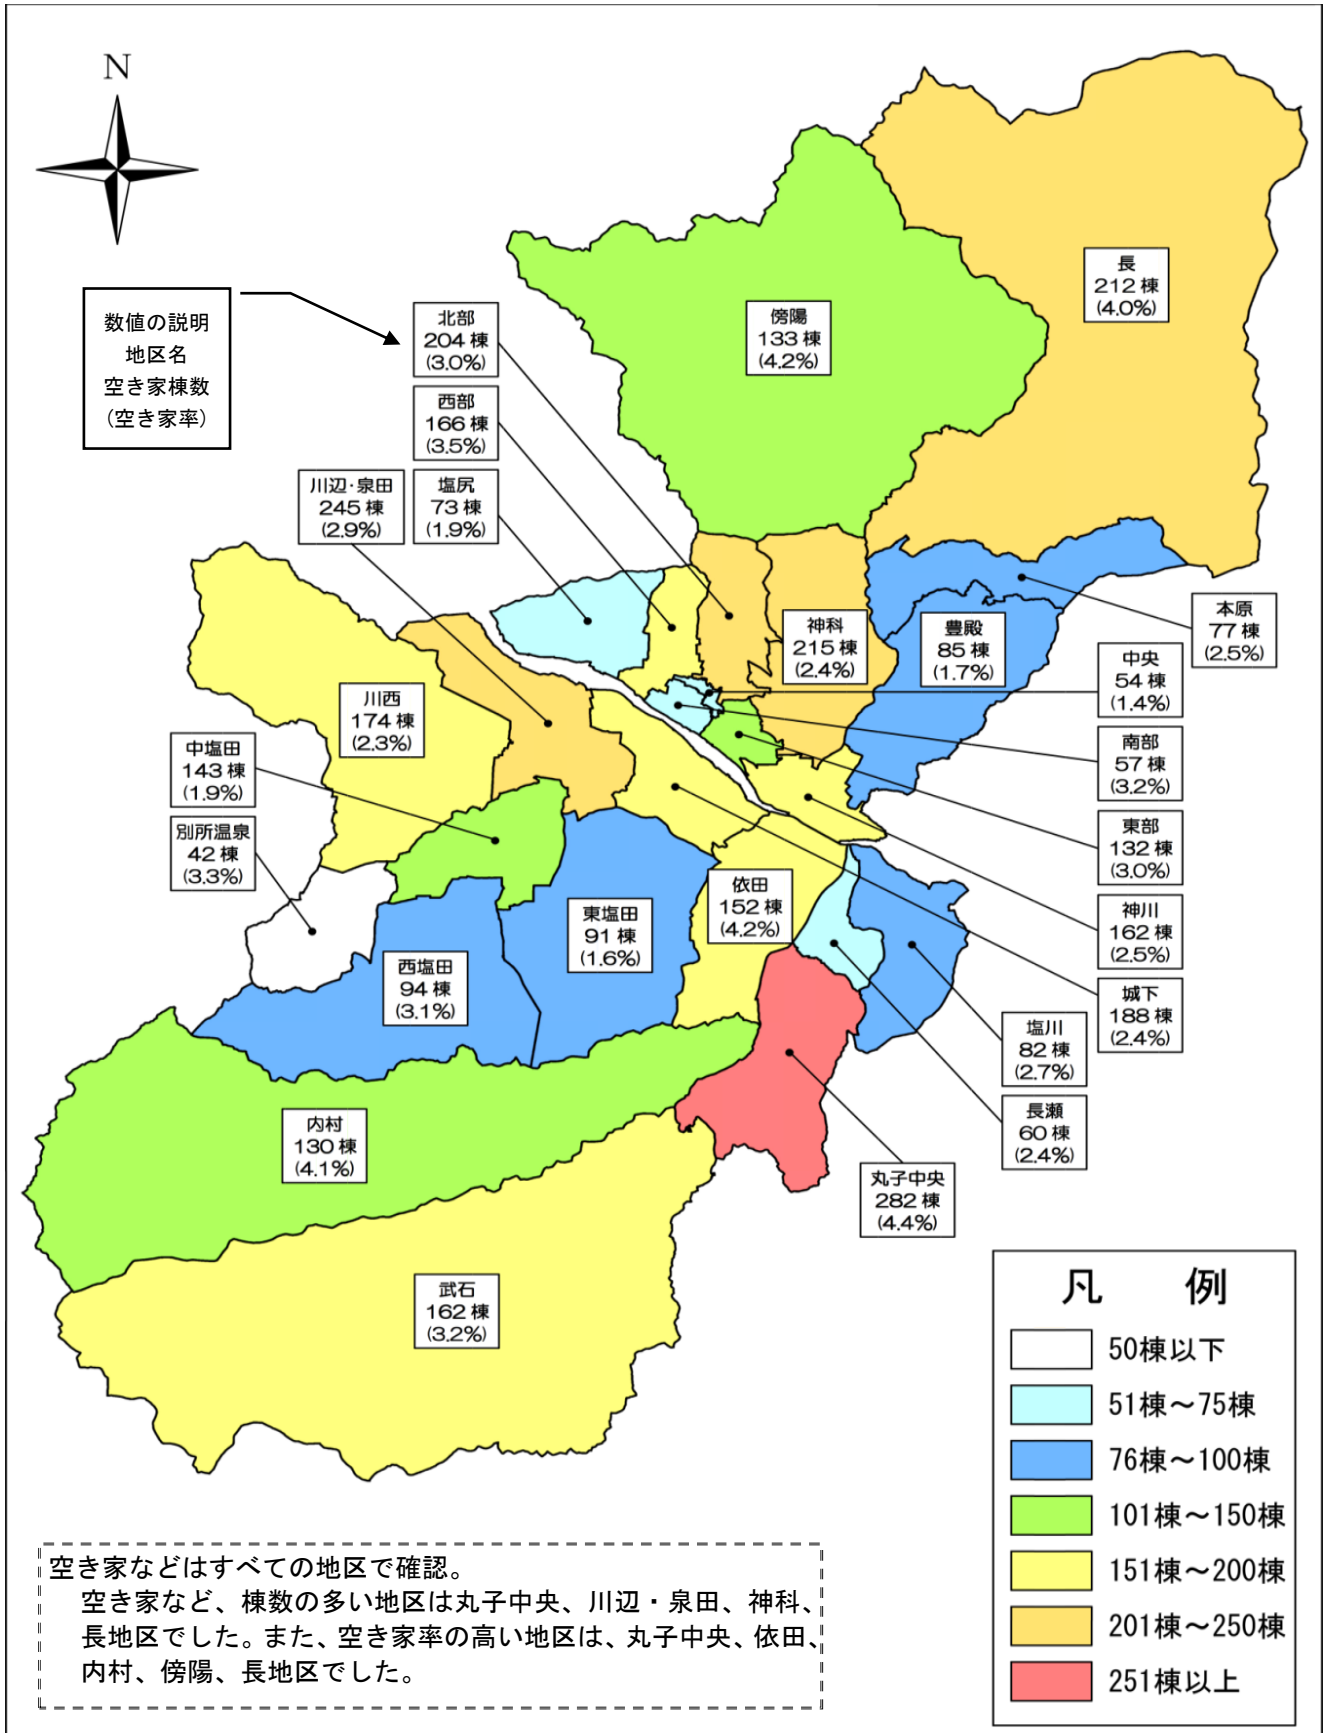 N
数値の説明
地区名
空き家棟数
(空き家率)
北部
204 棟
(3.0%)
西部
166 棟
(3.5%)
川辺・泉田
245 棟
(2.9%)
塩尻
73 棟
(1.9%)
傍陽
133 棟
(4.2%)
長
212 棟
(4.0%)
神科
215 棟
(2.4%)
豊殿
85 棟
(1.7%)
本原
77 棟
(2.5%)
中央
54 棟
(1.4%)
南部
57 棟
(3.2%)
東部
132 棟
(3.0%)
神川
162 棟
(2.5%)
城下
188 棟
(2.4%)
川西
174 棟
(2.3%)
中塩田
143 棟
(1.9%)
別所温泉
42 棟
(3.3%)
西塩田
94 棟
(3.1%)
東塩田
91 棟
(1.6%)
依田
152 棟
(4.2%)
塩川
82 棟
(2.7%)
長瀬
60 棟
(2.4%)
丸子中央
282 棟
(4.4%)
内村
130 棟
(4.1%)
武石
162 棟
(3.2%)
凡 例
50棟以下
51棟～75棟
76棟～100棟
101棟～150棟
151棟～200棟
201棟～250棟
251棟以上
空き家などはすべての地区で確認。
空き家など、棟数の多い地区は丸子中央、川辺・泉田、神科、
長地区でした。また、空き家率の高い地区は、丸子中央、依田、
内村、傍陽、長地区でした。